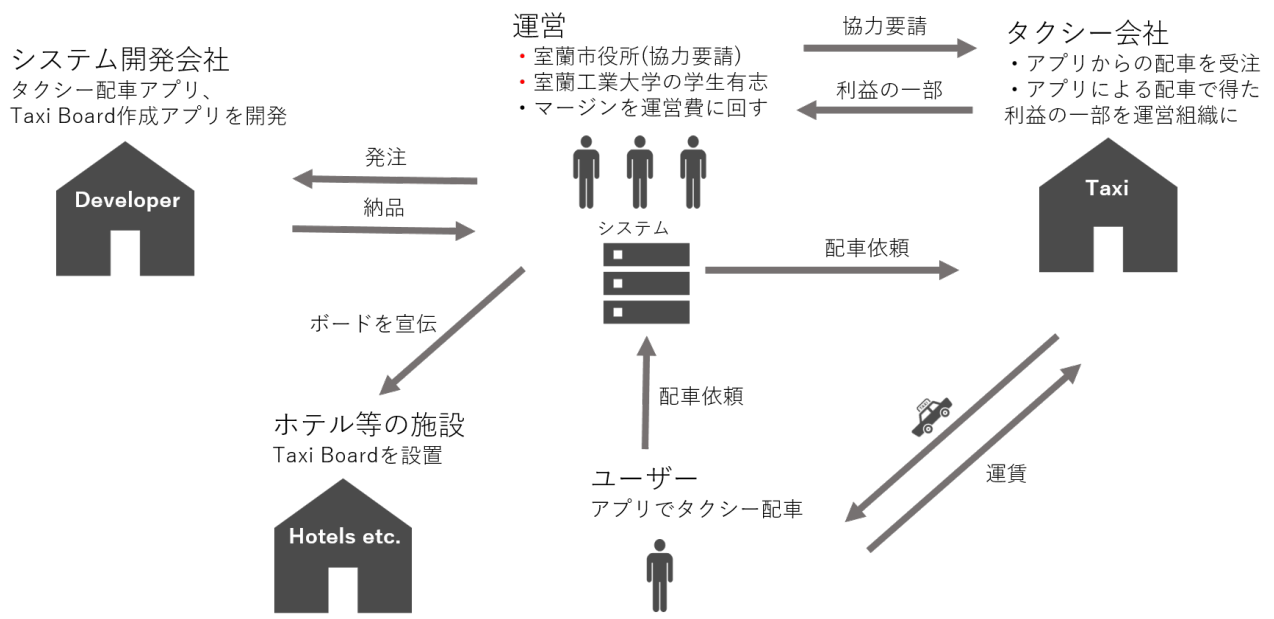 システム開発会社
タクシー配車アプリ、
Taxi Board作成アプリを開発
Developer
発注
納品
運営
・室蘭市役所(協力要請)
・室蘭工業大学の学生有志
・マージンを運営費に回す
システム
協力要請
利益の一部
タクシー会社
・アプリからの配車を受注
・アプリによる配車で得た
利益の一部を運営組織に
Taxi
配車依頼
ボードを宣伝
ホテル等の施設
Taxi Boardを設置
Hotels etc.
配車依頼
ユーザー
アプリでタクシー配車
TAXI
運賃